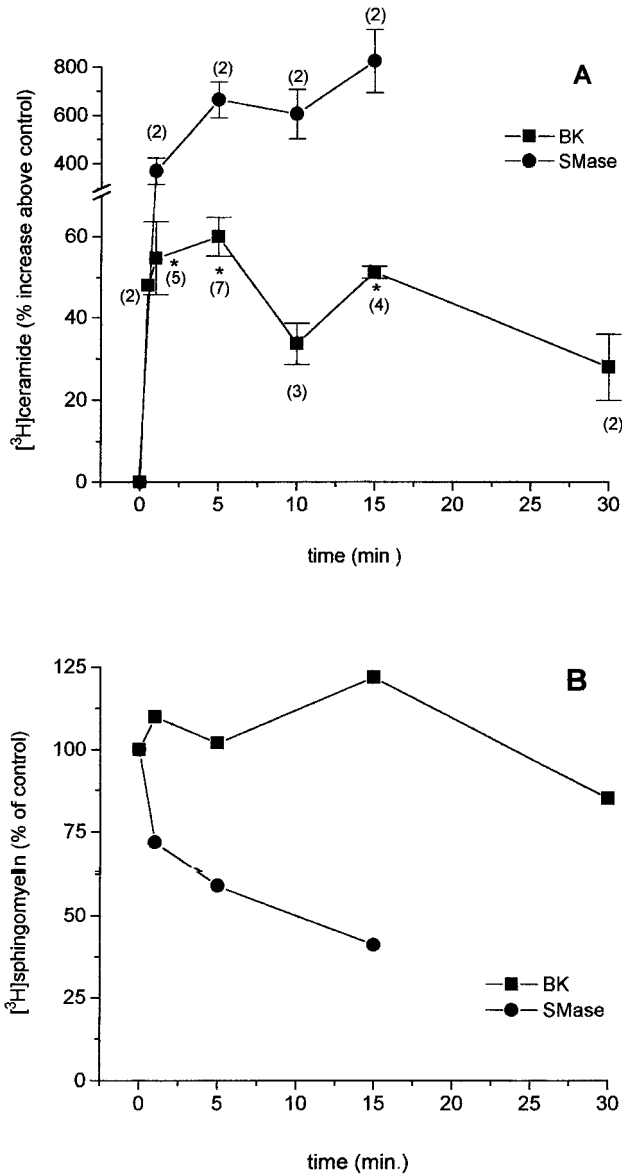 (2)
(2)
(2)
(2)
A
800
600
400
BK
SMase
60
40
20
0
(2)
*
(5)
*
(7)
(3)
*
(4)
(2)
0 5 10 15 20 25 30
time (min.)
[³H]ceramide (% increase above control)
B
125
100
75
50
25
0
BK
SMase
0 5 10 15 20 25 30
time (min.)
[³H]sphingomyelin (% of control)